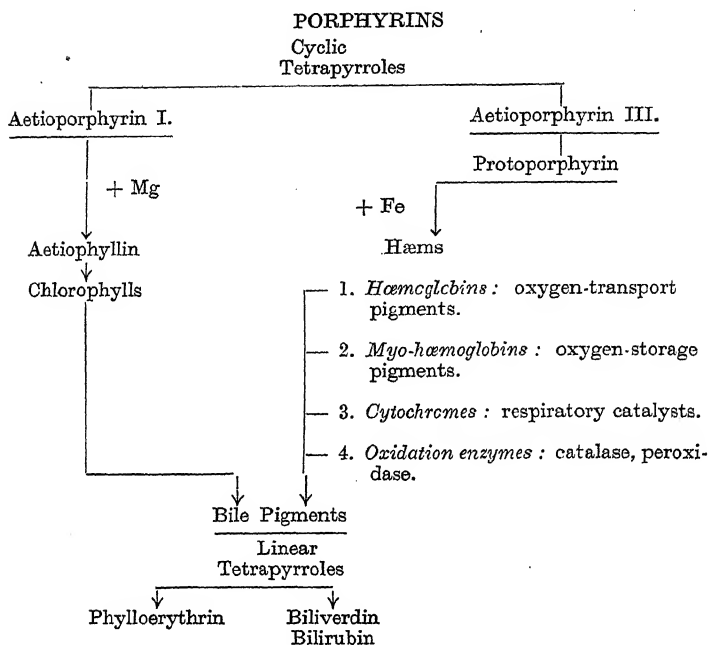 PORPHYRINS
Cyclic
Tetrapyrroles
Aetioporphyrin I.
Aetioporphyrin III.
Protoporphyrin
+ Mg
+ Fe
Aetiophyllin
Hæms
Chlorophylls
1. Hæmcglcbins : oxygen-transport
pigments.
2. Myo-hæmoglobins : oxygen-storage
pigments.
3. Cytochromes : respiratory catalysts.
4. Oxidation enzymes : catalase, peroxi-
dase.
Bile Pigments
Linear
Tetrapyrroles
Phylloerythrin
Biliverdin
Bilirubin